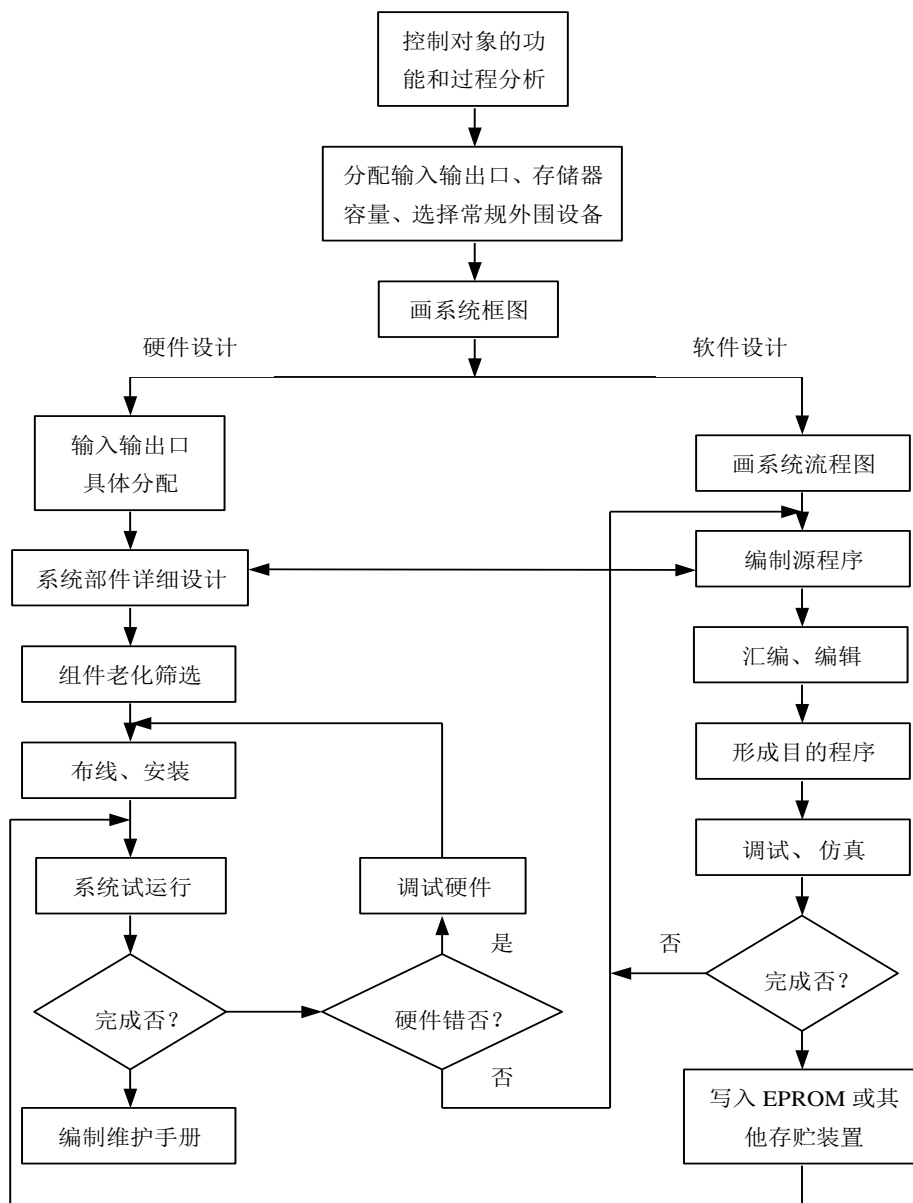 控制对象的功
能和过程分析
分配输入输出口、存储器
容量、选择常规外围设备
画系统框图
硬件设计
软件设计
输入输出口
具体分配
画系统流程图
系统部件详细设计
编制源程序
组件老化筛选
汇编、编辑
布线、安装
形成目的程序
调试、仿真
系统试运行
调试硬件
是
否
完成否？
硬件错否？
完成否？
否
编制维护手册
写入 EPROM 或其
他存贮装置